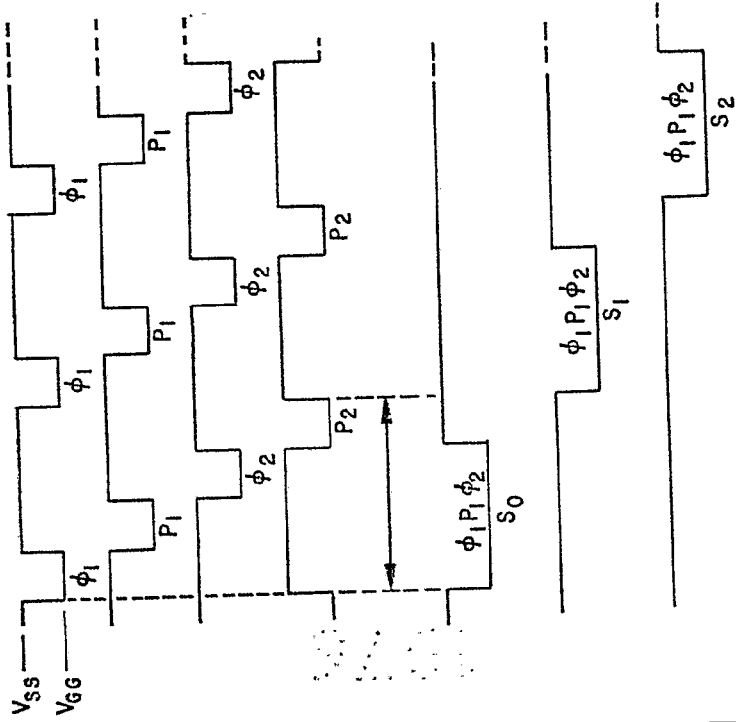 V_SS
V_GG
ϕ₁ ϕ₁ ϕ₁
P₁ P₁ P₁
ϕ₂ ϕ₂ ϕ₂
P₂ P₂
ϕ₁ P₁ ϕ₂
S₀
ϕ₁ P₁ ϕ₂
S₁
ϕ₁ P₁ ϕ₂
S₂